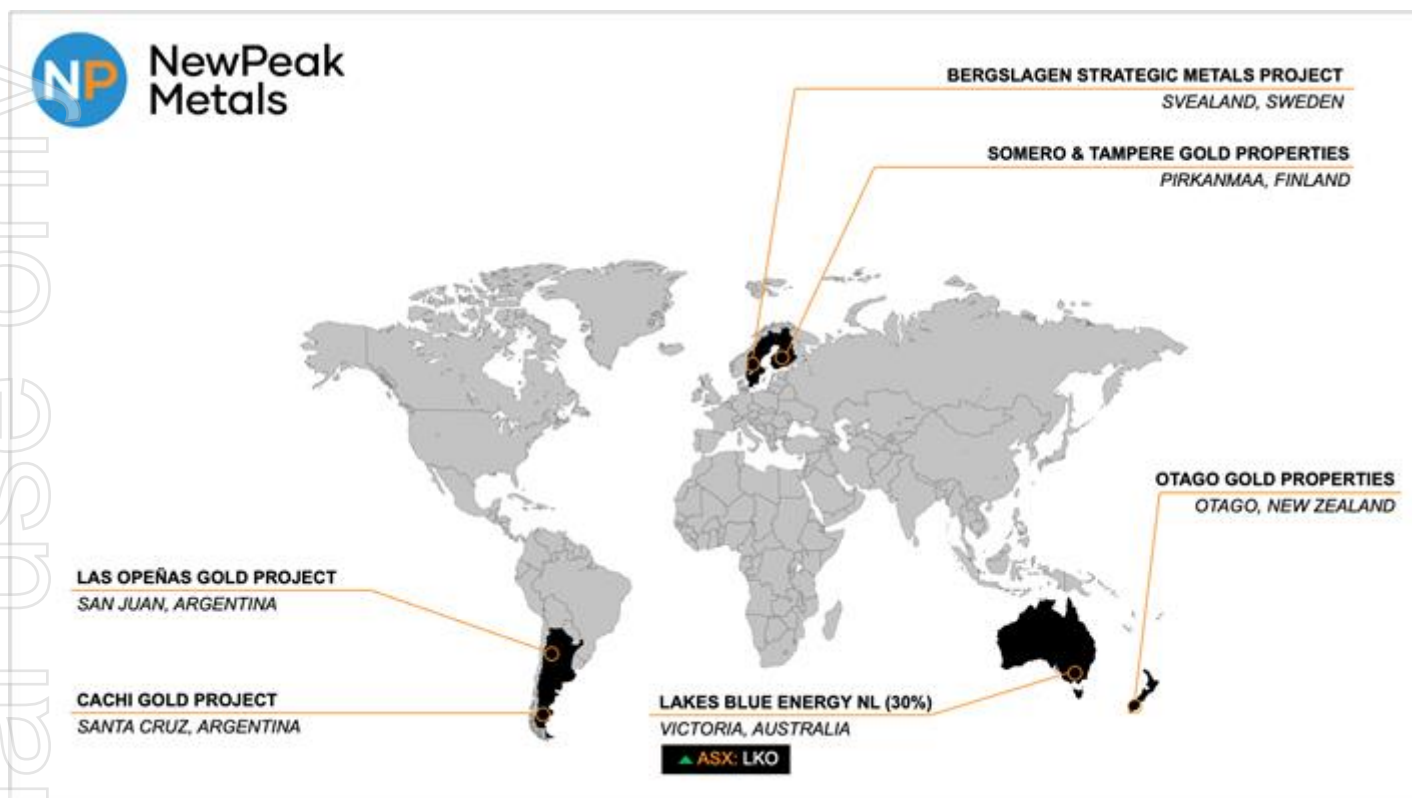 NP
NewPeak
Metals
BERGSLAGEN STRATEGIC METALS PROJECT
SVEALAND, SWEDEN
SOMERO & TAMPERE GOLD PROPERTIES
PIRKANMAA, FINLAND
OTAGO GOLD PROPERTIES
OTAGO, NEW ZEALAND
LAS OPEÑAS GOLD PROJECT
SAN JUAN, ARGENTINA
CACHI GOLD PROJECT
SANTA CRUZ, ARGENTINA
LAKES BLUE ENERGY NL (30%)
VICTORIA, AUSTRALIA
ASX: LKO
use only